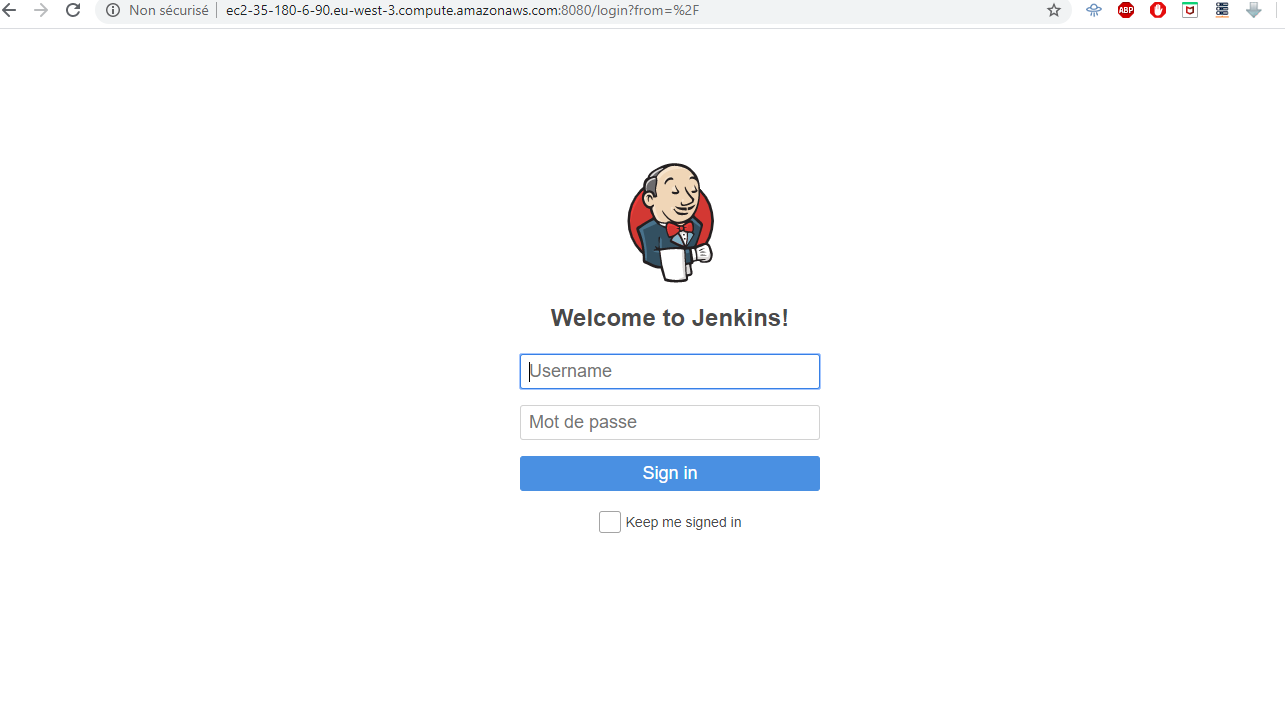 Non sécurisé ec2-35-180-6-90.eu-west-3.compute.amazonaws.com:8080/login?from=%2F
ABP
Welcome to Jenkins!
Username
Mot de passe
Sign in
Keep me signed in